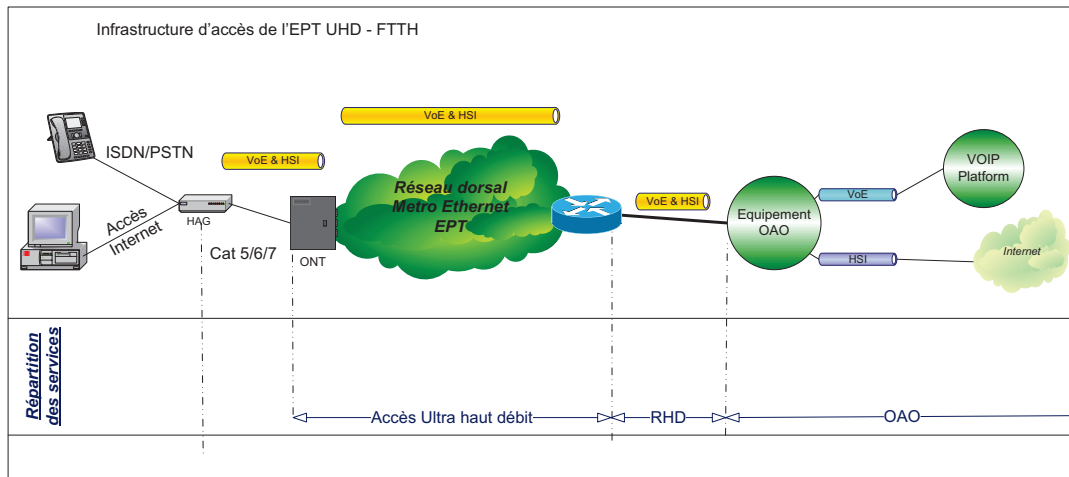 Infrastructure d'accès de l'EPT UHD - FTTH
VoE & HSI
ISDN/PSTN
VoE & HSI
VOIP
Platform
Réseau dorsal
Metro Ethernet
EPT
VoE
VoE & HSI
Equipement
OAO
Accès
Internet
HAG
Cat 5/6/7
ONT
HSI
Internet
Répartition
des services
Accès Ultra haut débit
RHD
OAO